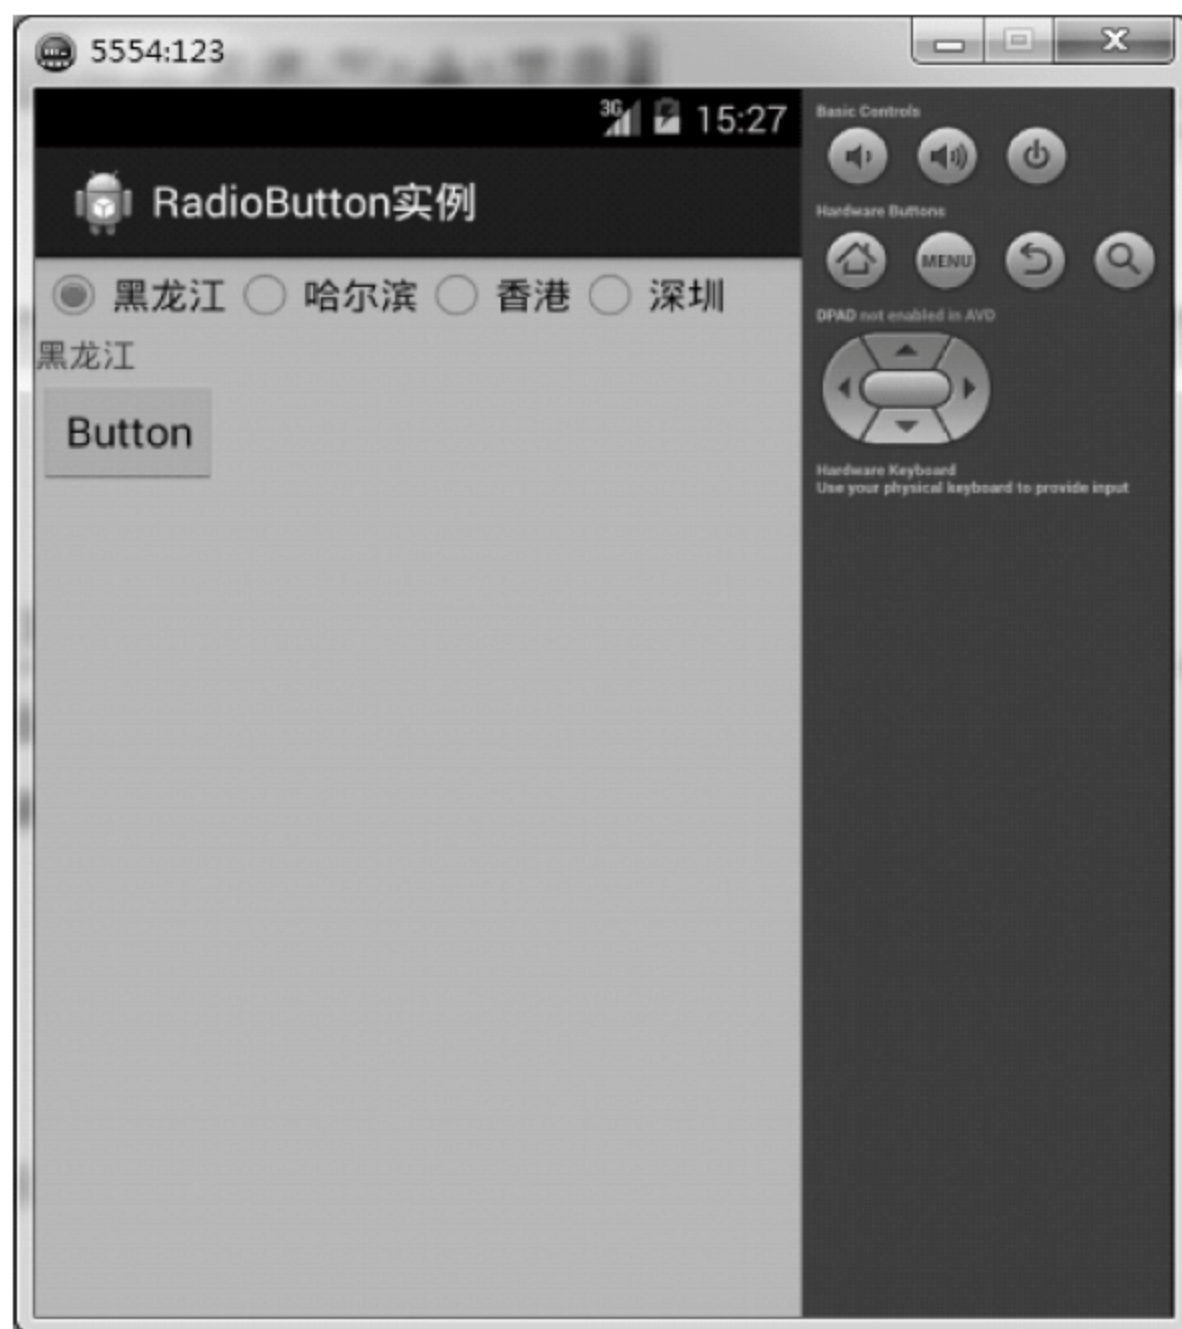 5554:123
3G 15:27
RadioButton实例
黑龙江 哈尔滨 香港 深圳
黑龙江
Button
Basic Controls
Hardware Buttons
MENU
DPAD not enabled in AVD
Hardware Keyboard
Use your physical keyboard to provide input